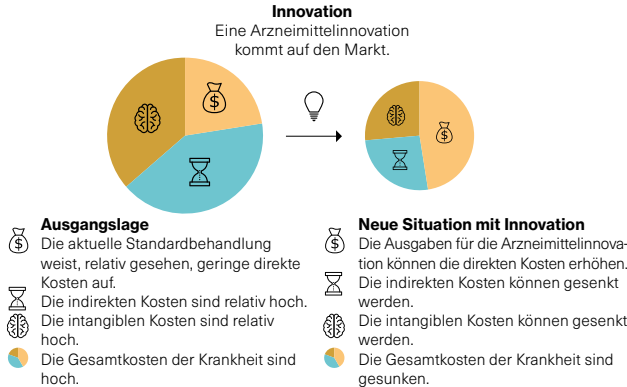 Innovation
Eine Arzneimittelinnovation
kommt auf den Markt.
$
$
Ausgangslage
$
Die aktuelle Standardbehandlung
weist, relativ gesehen, geringe direkte
Kosten auf.
Die indirekten Kosten sind relativ hoch.
Die intangiblen Kosten sind relativ
hoch.
Die Gesamtkosten der Krankheit sind
hoch.
Neue Situation mit Innovation
$
Die Ausgaben für die Arzneimittelinnova-
tion können die direkten Kosten erhöhen.
Die indirekten Kosten können gesenkt
werden.
Die intangiblen Kosten können gesenkt
werden.
Die Gesamtkosten der Krankheit sind
gesunken.